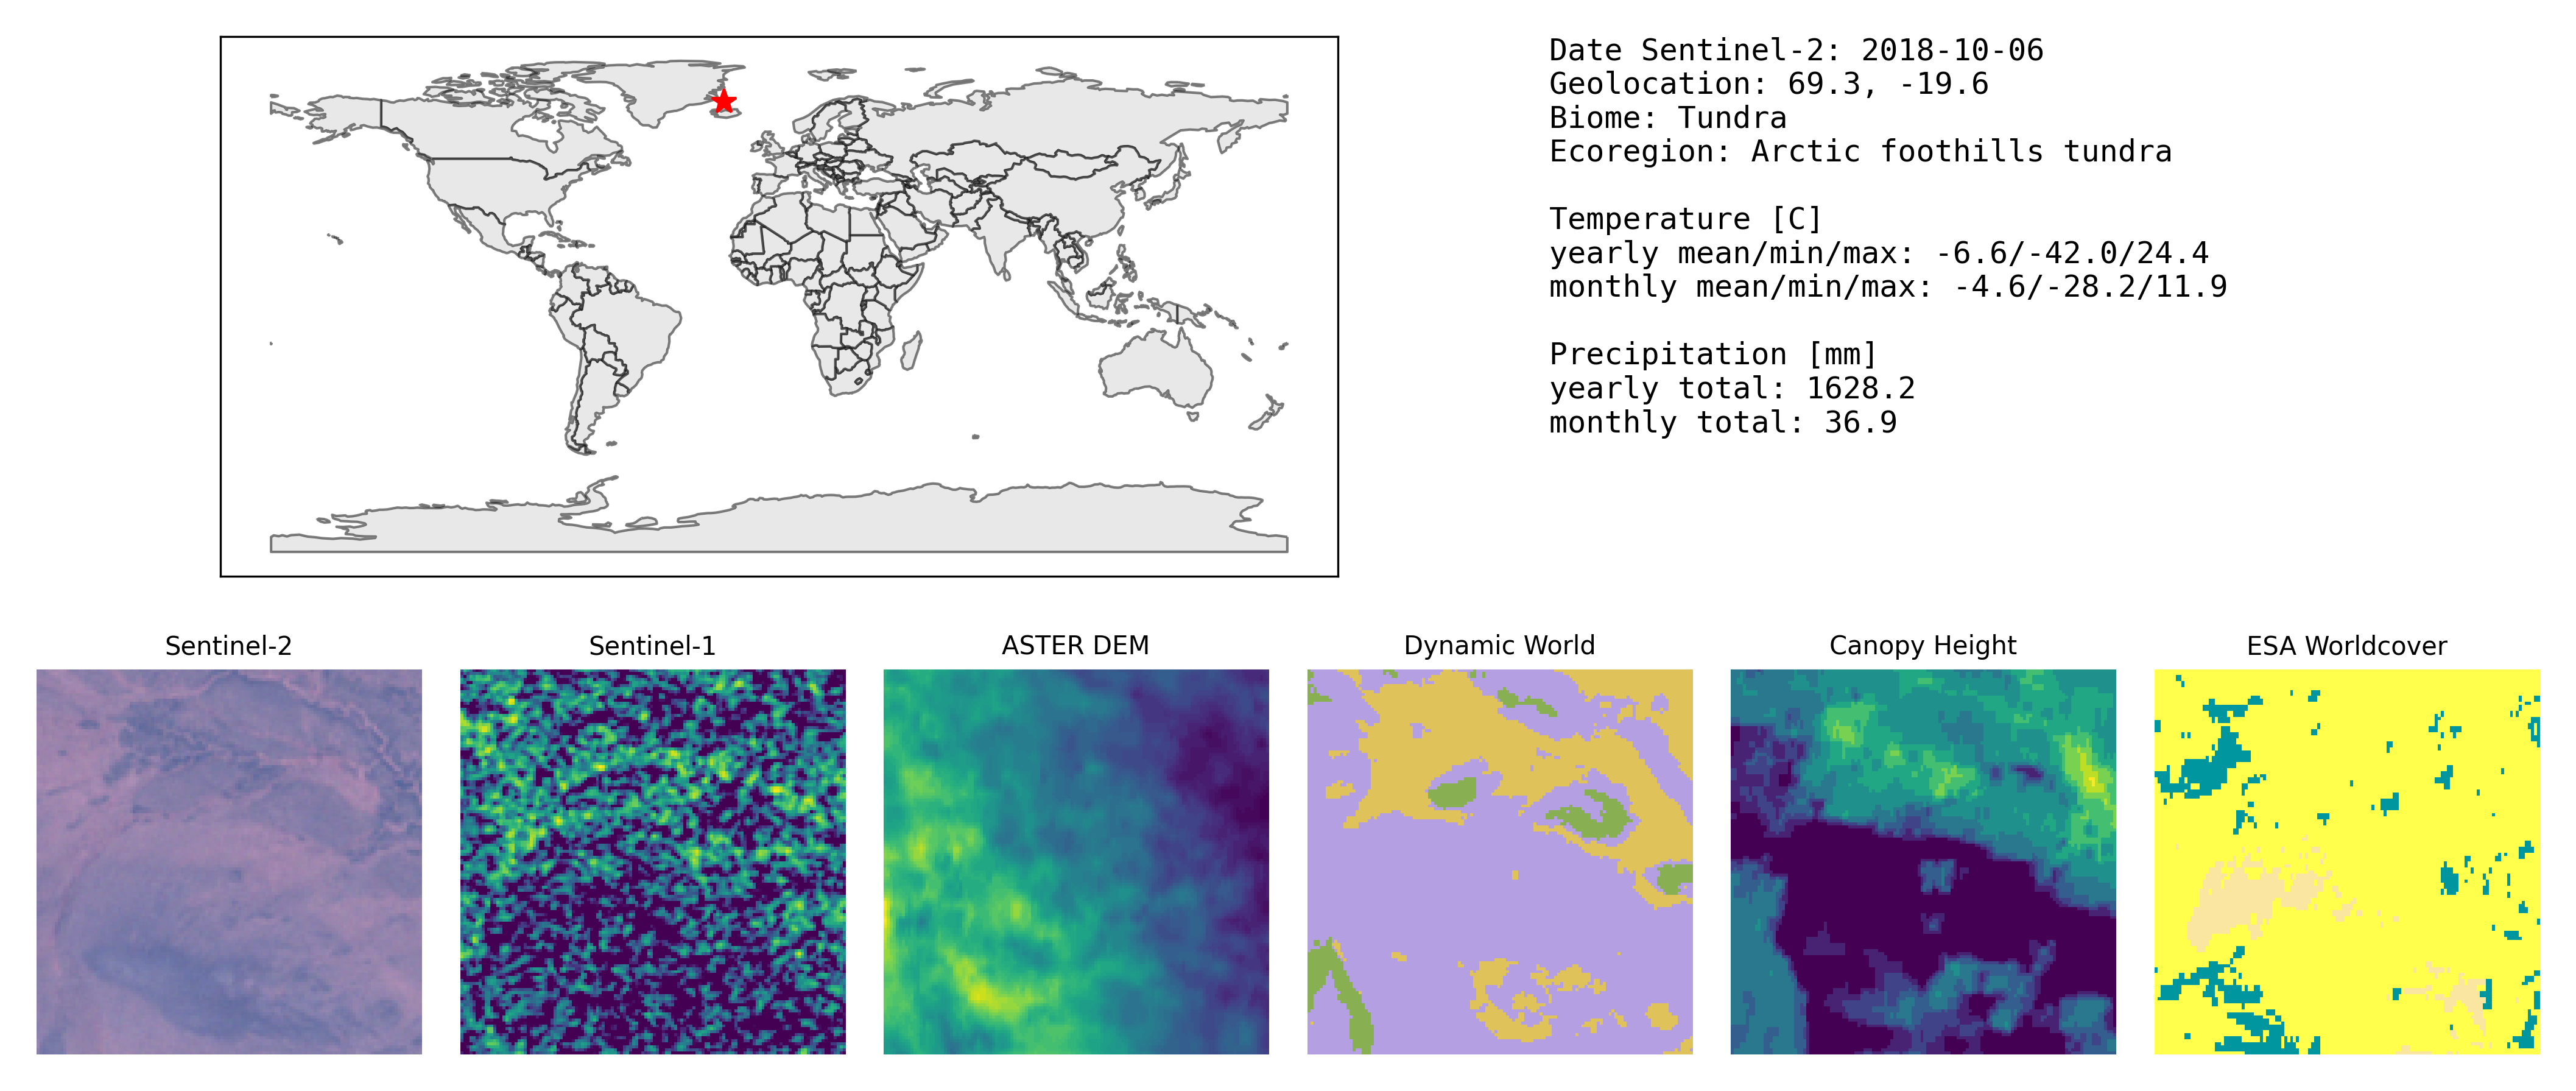 Date Sentinel-2: 2018-10-06
Geolocation: 69.3, -19.6
Biome: Tundra
Ecoregion: Arctic foothills tundra
Temperature [C]
yearly mean/min/max: -6.6/-42.0/24.4
monthly mean/min/max: -4.6/-28.2/11.9
Precipitation [mm]
yearly total: 1628.2
monthly total: 36.9
Sentinel-2
Sentinel-1
ASTER DEM
Dynamic World
Canopy Height
ESA Worldcover